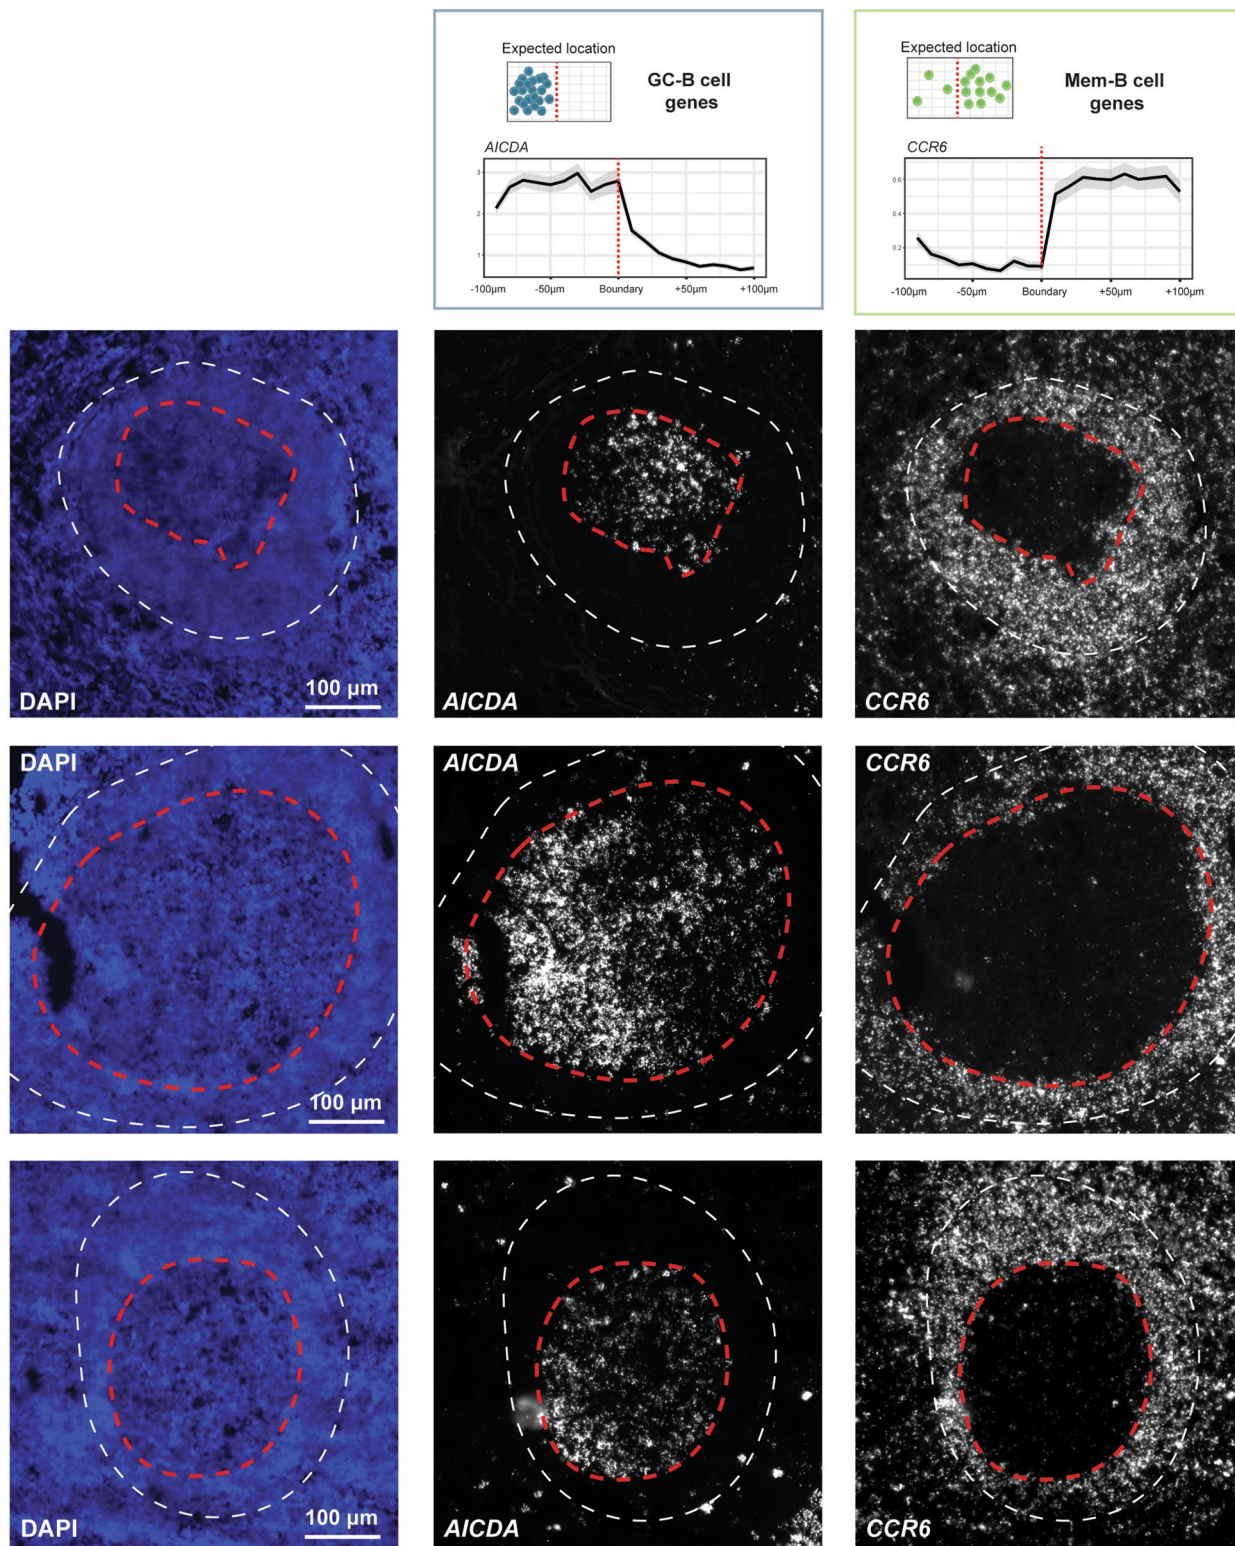 Expected location
GC-B cell
genes
AICDA
3
2
1
-100μm
-50μm
Boundary
+50μm
+100μm
Expected location
Mem-B cell
genes
CCR6
0.6
0.4
0.2
-100μm
-50μm
Boundary
+50μm
+100μm
DAPI
100 μm
AICDA
CCR6
DAPI
100 μm
AICDA
CCR6
DAPI
100 μm
AICDA
CCR6